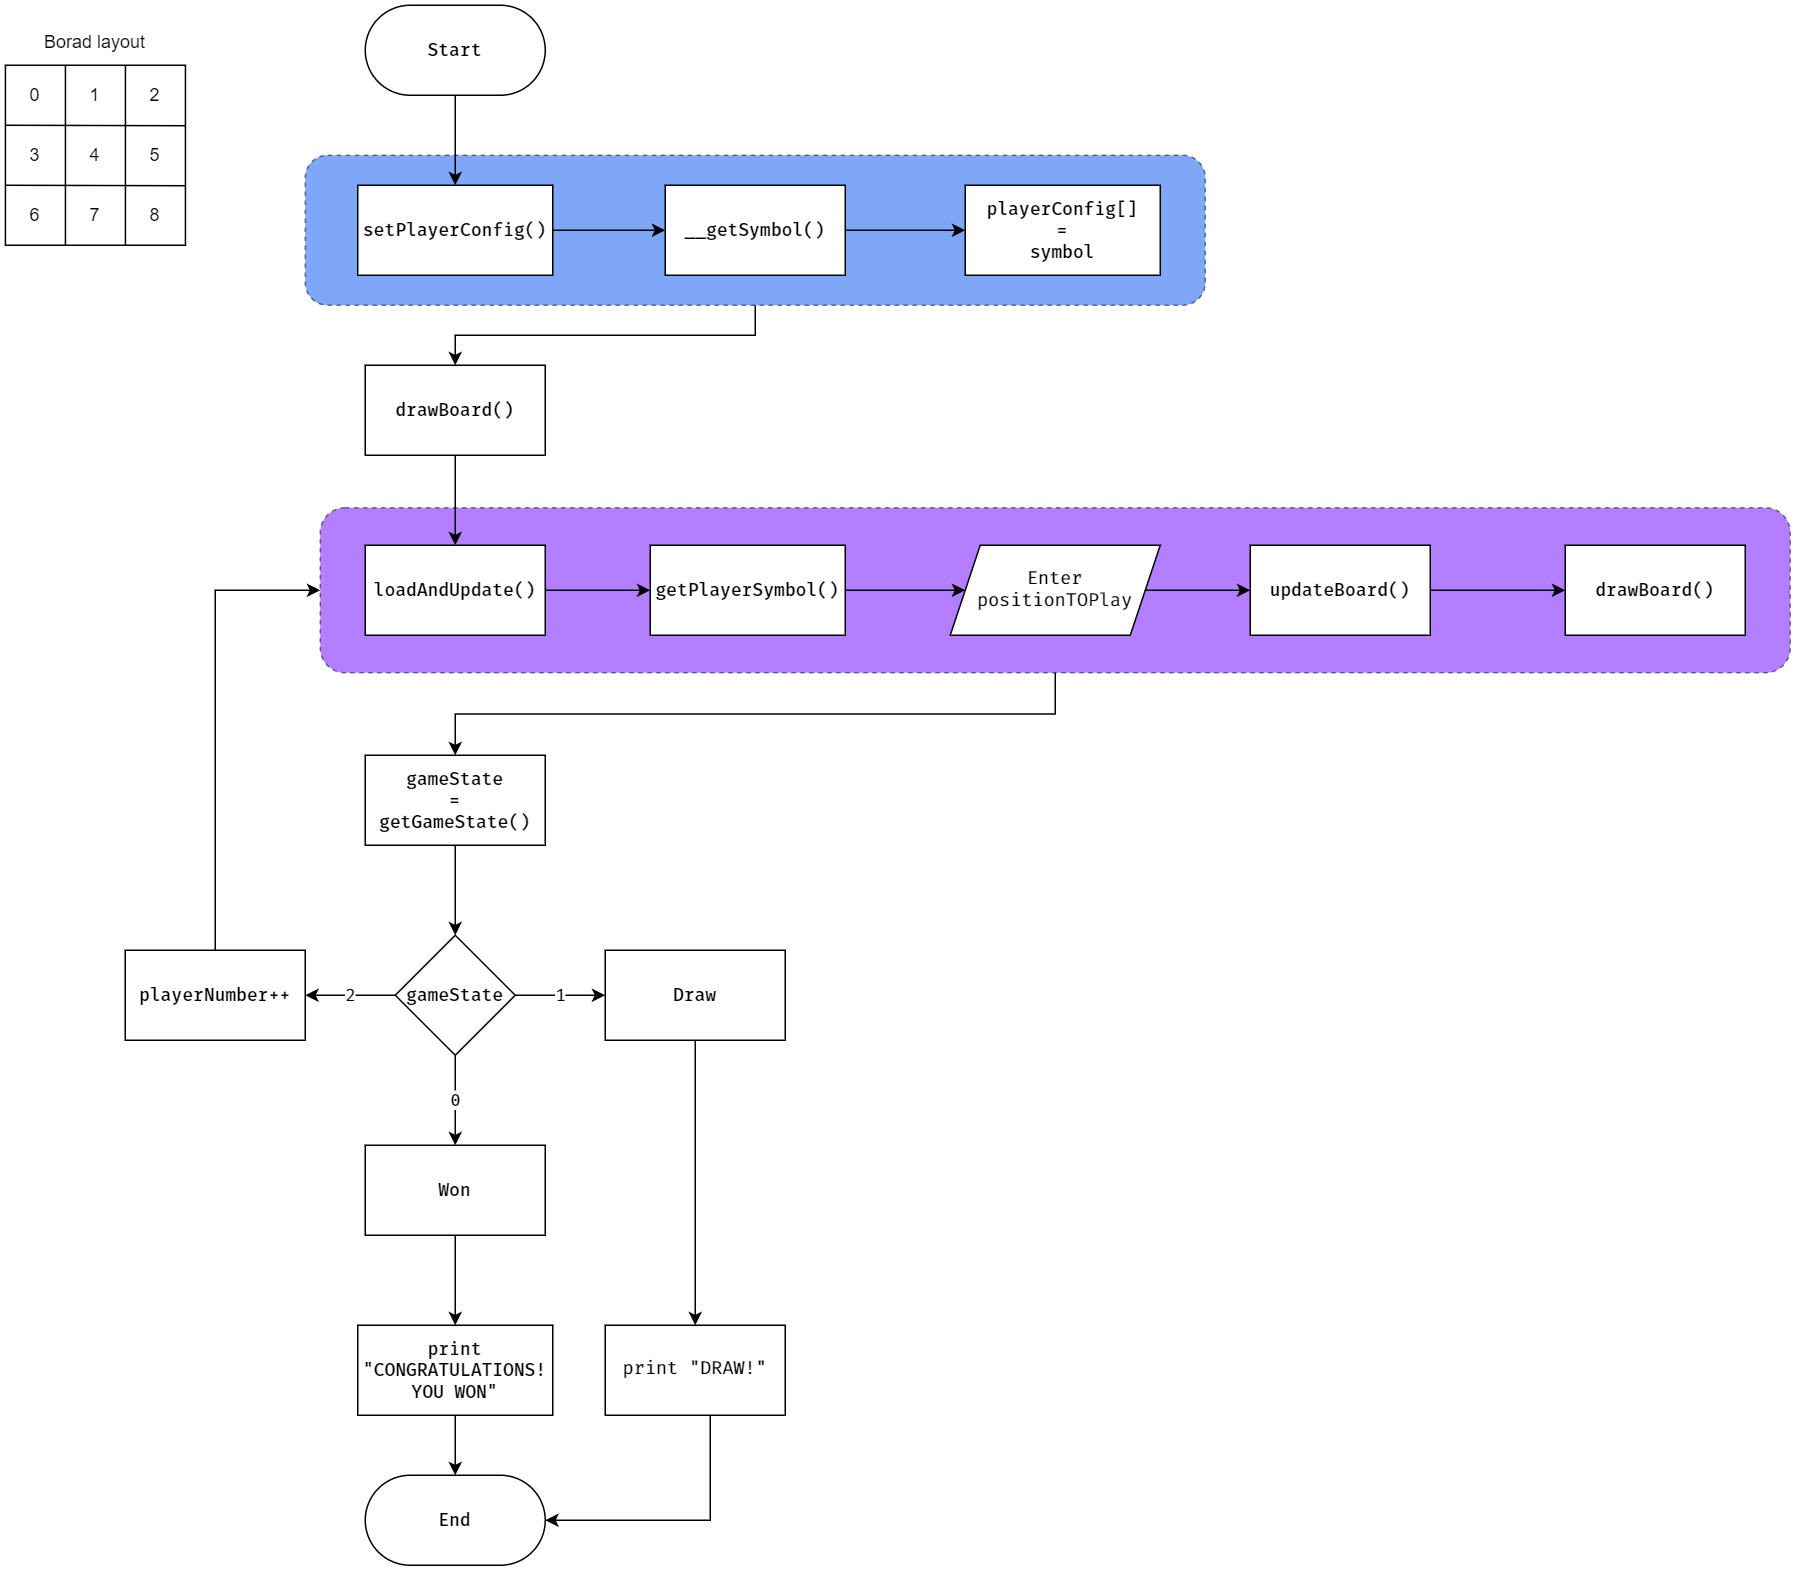 Borad layout
0 1 2
3 4 5
6 7 8
Start
setPlayerConfig()
__getSymbol()
playerConfig[]
=
symbol
drawBoard()
loadAndUpdate()
getPlayerSymbol()
Enter
positionTOPlay
updateBoard()
drawBoard()
gameState
=
getGameState()
playerNumber++
2
gameState
1
Draw
0
Won
print
"CONGRATULATIONS!
YOU WON"
print "DRAW!"
End